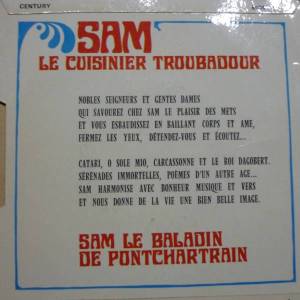 CENTURY
SAM
LE CUISINIER TROUBADOUR
NOBLES SEIGNEURS ET GENTES DAMES
QUI SAVOUREZ CHEZ SAM LE PLAISIR DES METS
ET VOUS ESBAUDISSEZ EN BAILLANT CORPS ET AME,
FERMEZ LES YEUX, DÉTENDEZ-VOUS ET ÉCOUTEZ...
CATARI, O SOLE MIO, CARCASSONNE ET LE ROI DAGOBERT.
SÉRÉNADES IMMORTELLES, POÈMES D'UN AUTRE AGE...
SAM HARMONISE AVEC BONHEUR MUSIQUE ET VERS
ET NOUS DONNE DE LA VIE UNE BIEN BELLE IMAGE.
SAM LE BALADIN
DE PONTCHARTRAIN